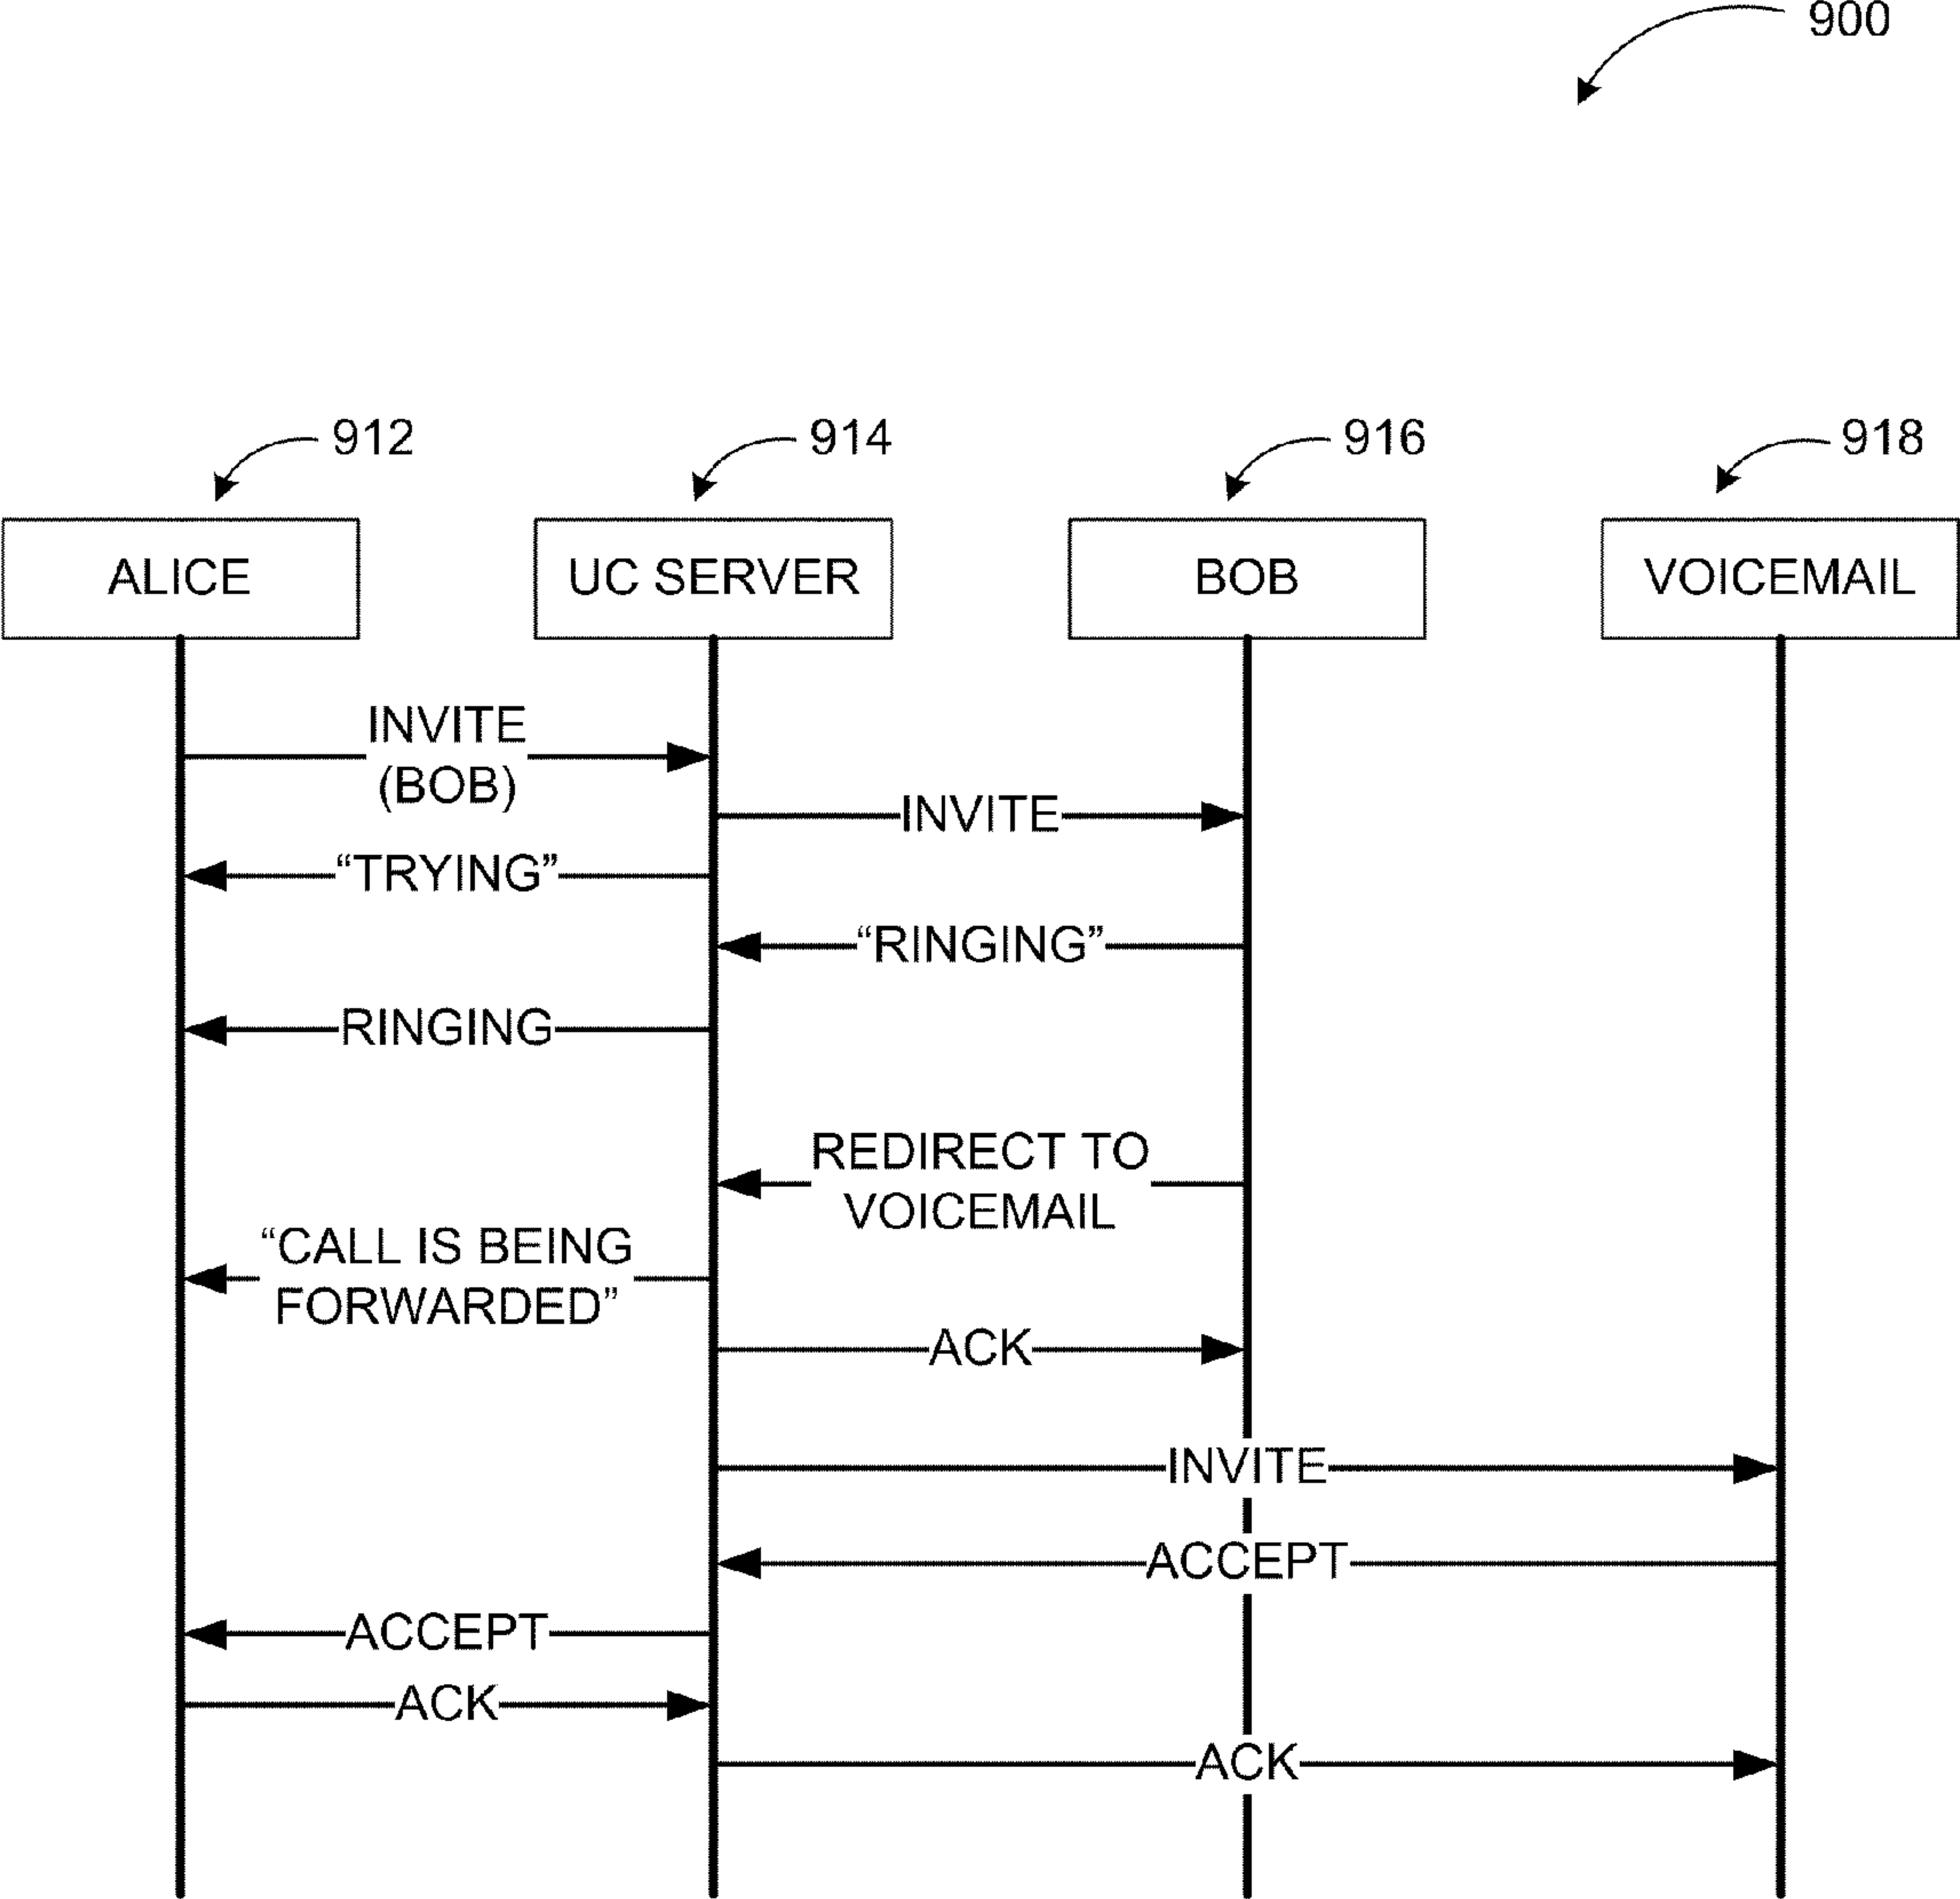 900
912
914
916
918
ALICE
UC SERVER
BOB
VOICEMAIL
INVITE
(BOB)
INVITE
“TRYING”
“RINGING”
RINGING
REDIRECT TO
VOICEMAIL
“CALL IS BEING
FORWARDED”
ACK
INVITE
ACCEPT
ACCEPT
ACK
ACK